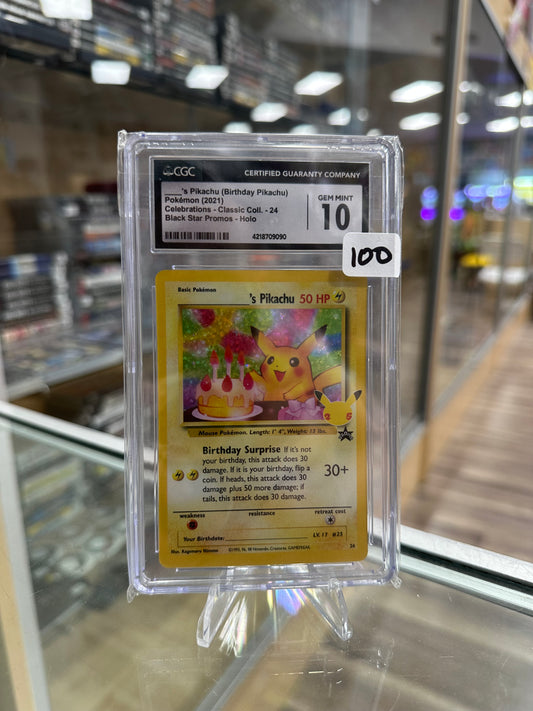 CGC
CERTIFIED GUARANTY COMPANY
____'s Pikachu (Birthday Pikachu)
Pokémon (2021)
Celebrations - Classic Coll. - 24
Black Star Promos - Holo
GEM MINT
10
4218709090
100
Basic Pokémon
's Pikachu 50 HP
25
PROMO
Mouse Pokémon. Length: 1' 4", Weight: 13 lbs.
Birthday Surprise If it's not
your birthday, this attack does 30
damage. If it is your birthday, flip a
coin. If heads, this attack does 30
damage plus 50 more damage; if
tails, this attack does 30 damage.
30+
weakness resistance retreat cost
Your Birthdate:
LV. 17 #25
Illus. Kagemaru Himeno
©1995, 96, 98 Nintendo, Creatures, GAMEFREAK.
24